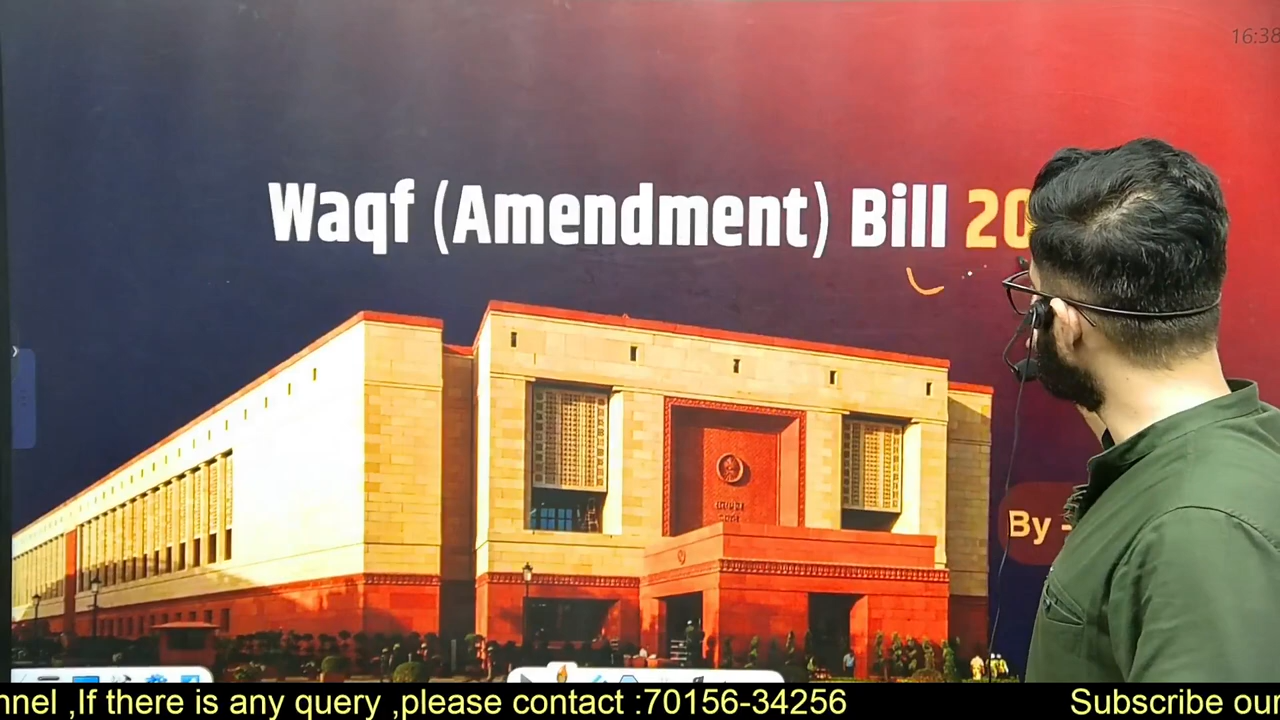 16:38
Waqf (Amendment) Bill 20
By -
nnel ,If there is any query ,please contact :70156-34256
Subscribe our